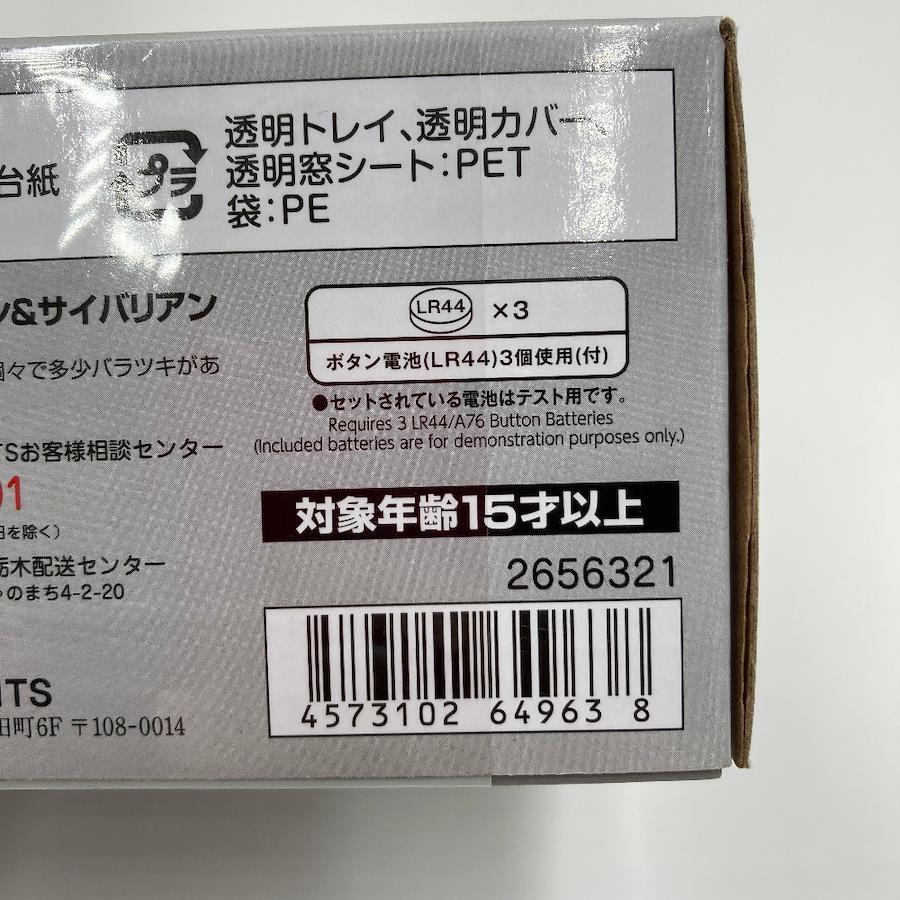 台紙
プラ
透明トレイ、透明カバー、
透明窓シート:PET
袋:PE
ン&サイバリアン
LR44 ×3
ボタン電池(LR44)3個使用(付)
個々で多少バラツキがあ
●セットされている電池はテスト用です。
Requires 3 LR44/A76 Button Batteries
(Included batteries are for demonstration purposes only.)
TSお客様相談センター
01
日を除く)
対象年齢15才以上
栃木配送センター
のまち4-2-20
2656321
ITS
田町6F 〒108-0014
4573102 649638